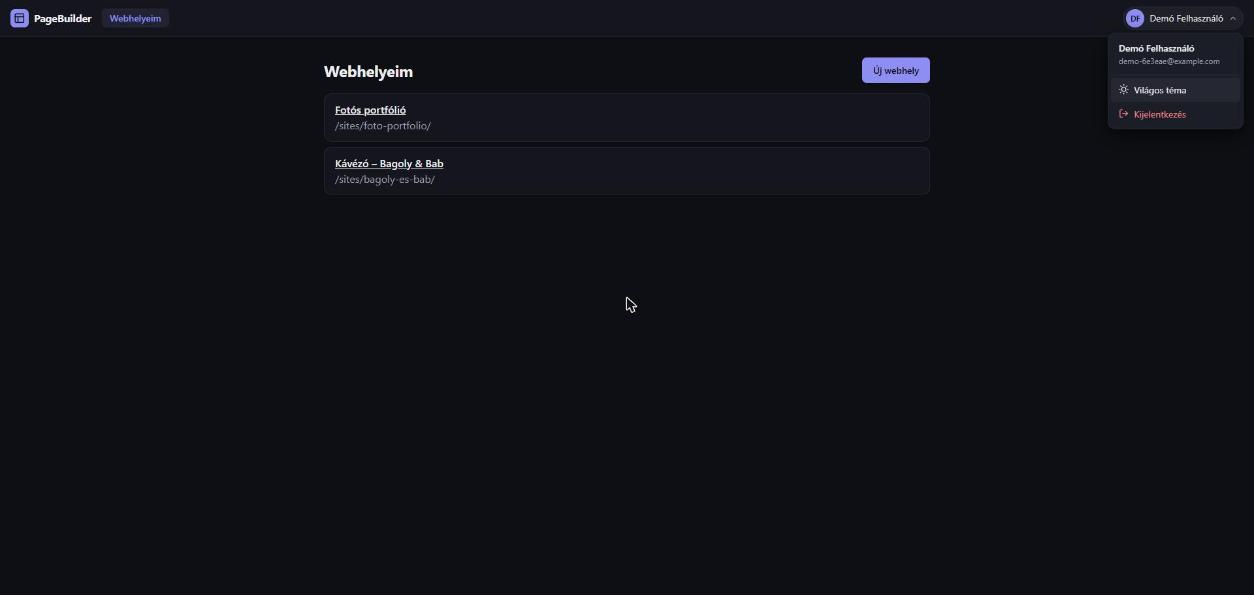 PageBuilder
Webhelyeim
DF Demó Felhasználó
Demó Felhasználó
demo-6e3eae@example.com
Világos téma
Kijelentkezés
Webhelyeim
Új webhely
Fotós portfólió
/sites/foto-portfolio/
Kávézó – Bagoly & Bab
/sites/bagoly-es-bab/